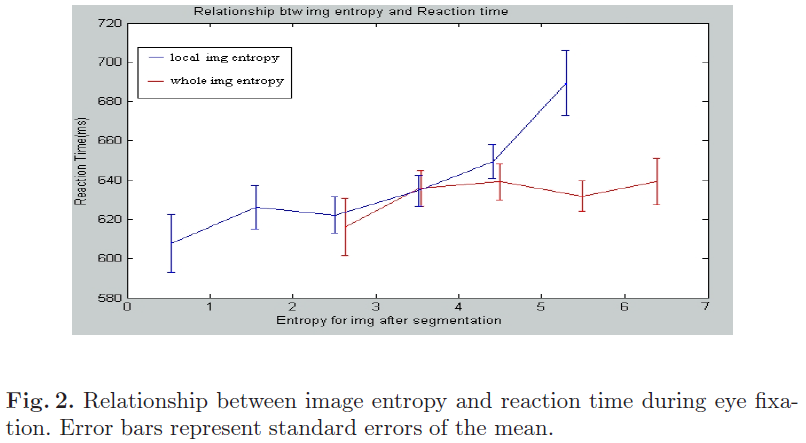 Relationship btw img entropy and Reaction time
720
700
680
660
640
620
600
580
Reaction Time(ms)
local img entropy
whole img entropy
0 1 2 3 4 5 6 7
Entropy for img after segmentation
Fig. 2. Relationship between image entropy and reaction time during eye fixa-
tion. Error bars represent standard errors of the mean.